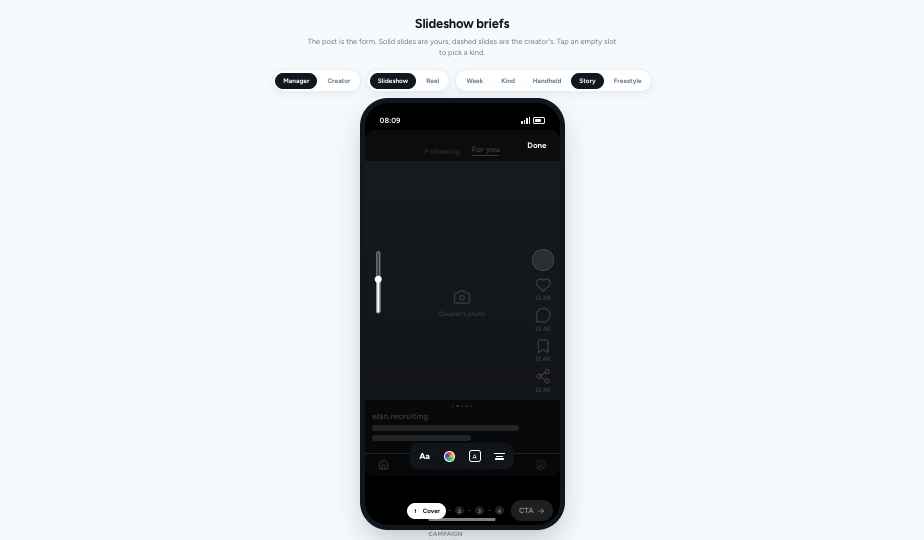 Slideshow briefs
The post is the form. Solid slides are yours, dashed slides are the creator's. Tap an empty slot
to pick a kind.
Manager Creator Slideshow Reel Week Kind Handheld Story Freestyle
08:09
Following For you Done
Creator's photo
elan.recruiting
Aa A
1 Cover 2 3 4 CTA →
CAMPAIGN